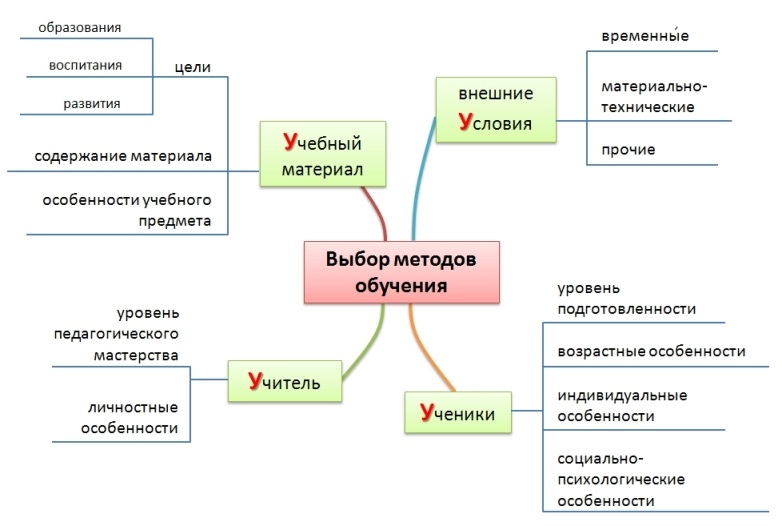 образования
воспитания
развития
цели
содержание материала
особенности учебного
предмета
Учебный
материал
внешние
Условия
временны́е
материально-
технические
прочие
Выбор методов
обучения
уровень
педагогического
мастерства
личностные
особенности
Учитель
Ученики
уровень
подготовленности
возрастные особенности
индивидуальные
особенности
социально-
психологические
особенности